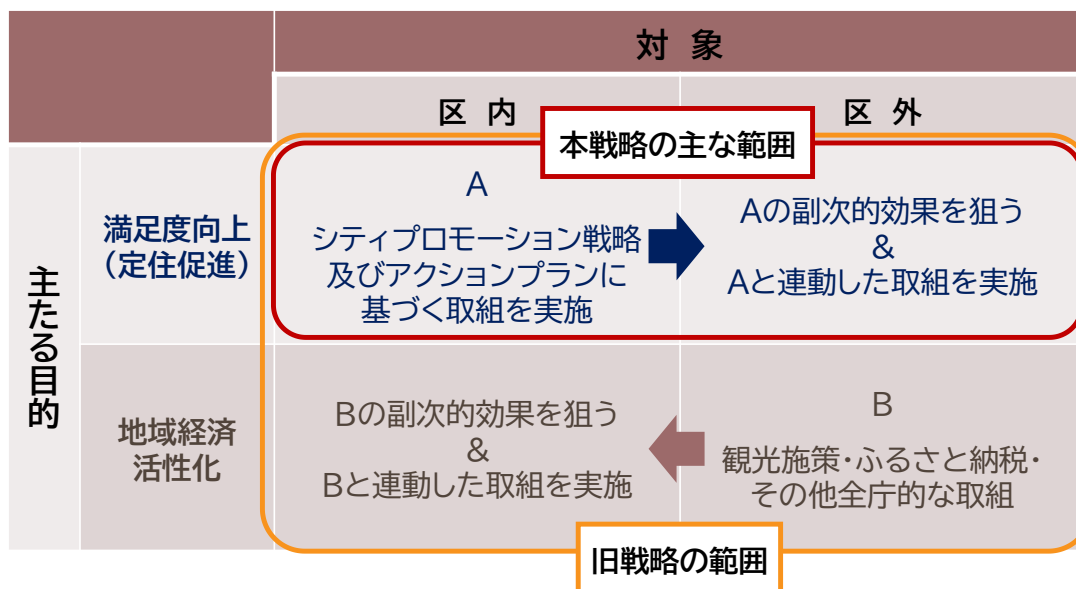 対 象
区 内
区 外
本戦略の主な範囲
主たる目的
満足度向上
(定住促進)
A
シティプロモーション戦略
及びアクションプランに
基づく取組を実施
Aの副次的効果を狙う
&
Aと連動した取組を実施
地域経済
活性化
Bの副次的効果を狙う
&
Bと連動した取組を実施
B
観光施策・ふるさと納税・
その他全庁的な取組
旧戦略の範囲